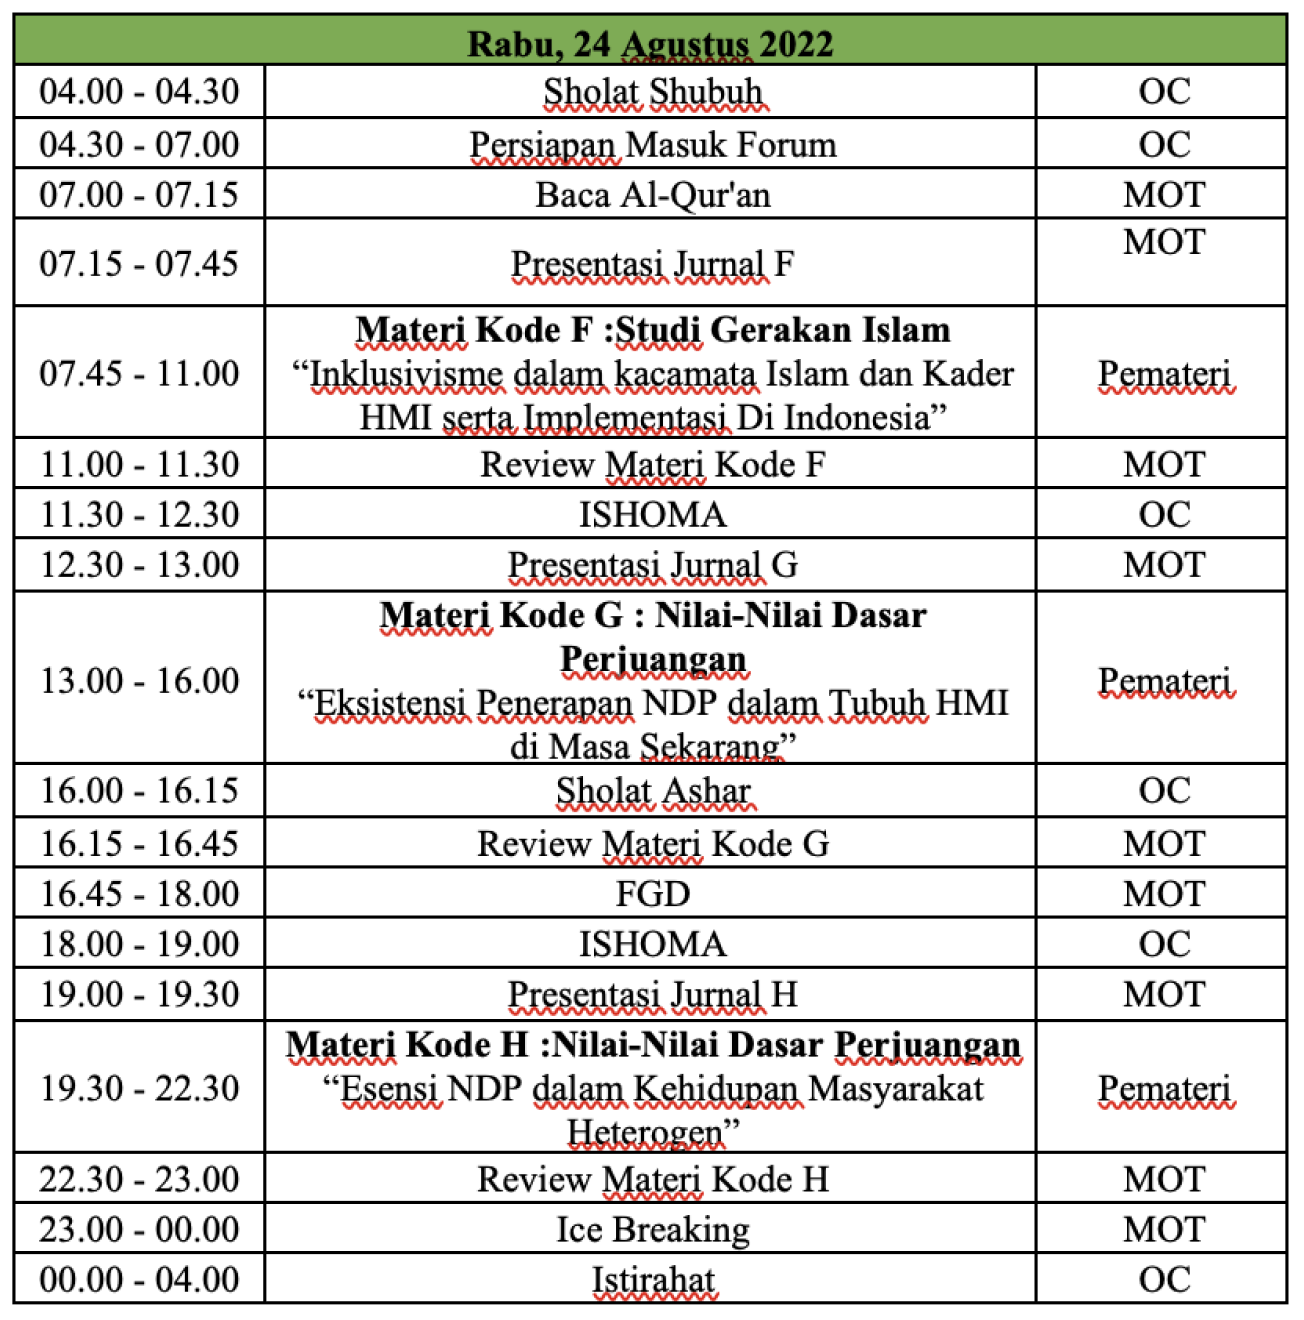 Rabu, 24 Agustus 2022
04.00 - 04.30 Sholat Shubuh OC
04.30 - 07.00 Persiapan Masuk Forum OC
07.00 - 07.15 Baca Al-Qur'an MOT
07.15 - 07.45 Presentasi Jurnal F MOT
Materi Kode F :Studi Gerakan Islam
07.45 - 11.00 “Inklusivisme dalam kacamata Islam dan Kader Pemateri
HMI serta Implementasi Di Indonesia”
11.00 - 11.30 Review Materi Kode F MOT
11.30 - 12.30 ISHOMA OC
12.30 - 13.00 Presentasi Jurnal G MOT
Materi Kode G : Nilai-Nilai Dasar
Perjuangan
13.00 - 16.00 “Eksistensi Penerapan NDP dalam Tubuh HMI Pemateri
di Masa Sekarang”
16.00 - 16.15 Sholat Ashar OC
16.15 - 16.45 Review Materi Kode G MOT
16.45 - 18.00 FGD MOT
18.00 - 19.00 ISHOMA OC
19.00 - 19.30 Presentasi Jurnal H MOT
Materi Kode H :Nilai-Nilai Dasar Perjuangan
19.30 - 22.30 “Esensi NDP dalam Kehidupan Masyarakat Pemateri
Heterogen”
22.30 - 23.00 Review Materi Kode H MOT
23.00 - 00.00 Ice Breaking MOT
00.00 - 04.00 Istirahat OC